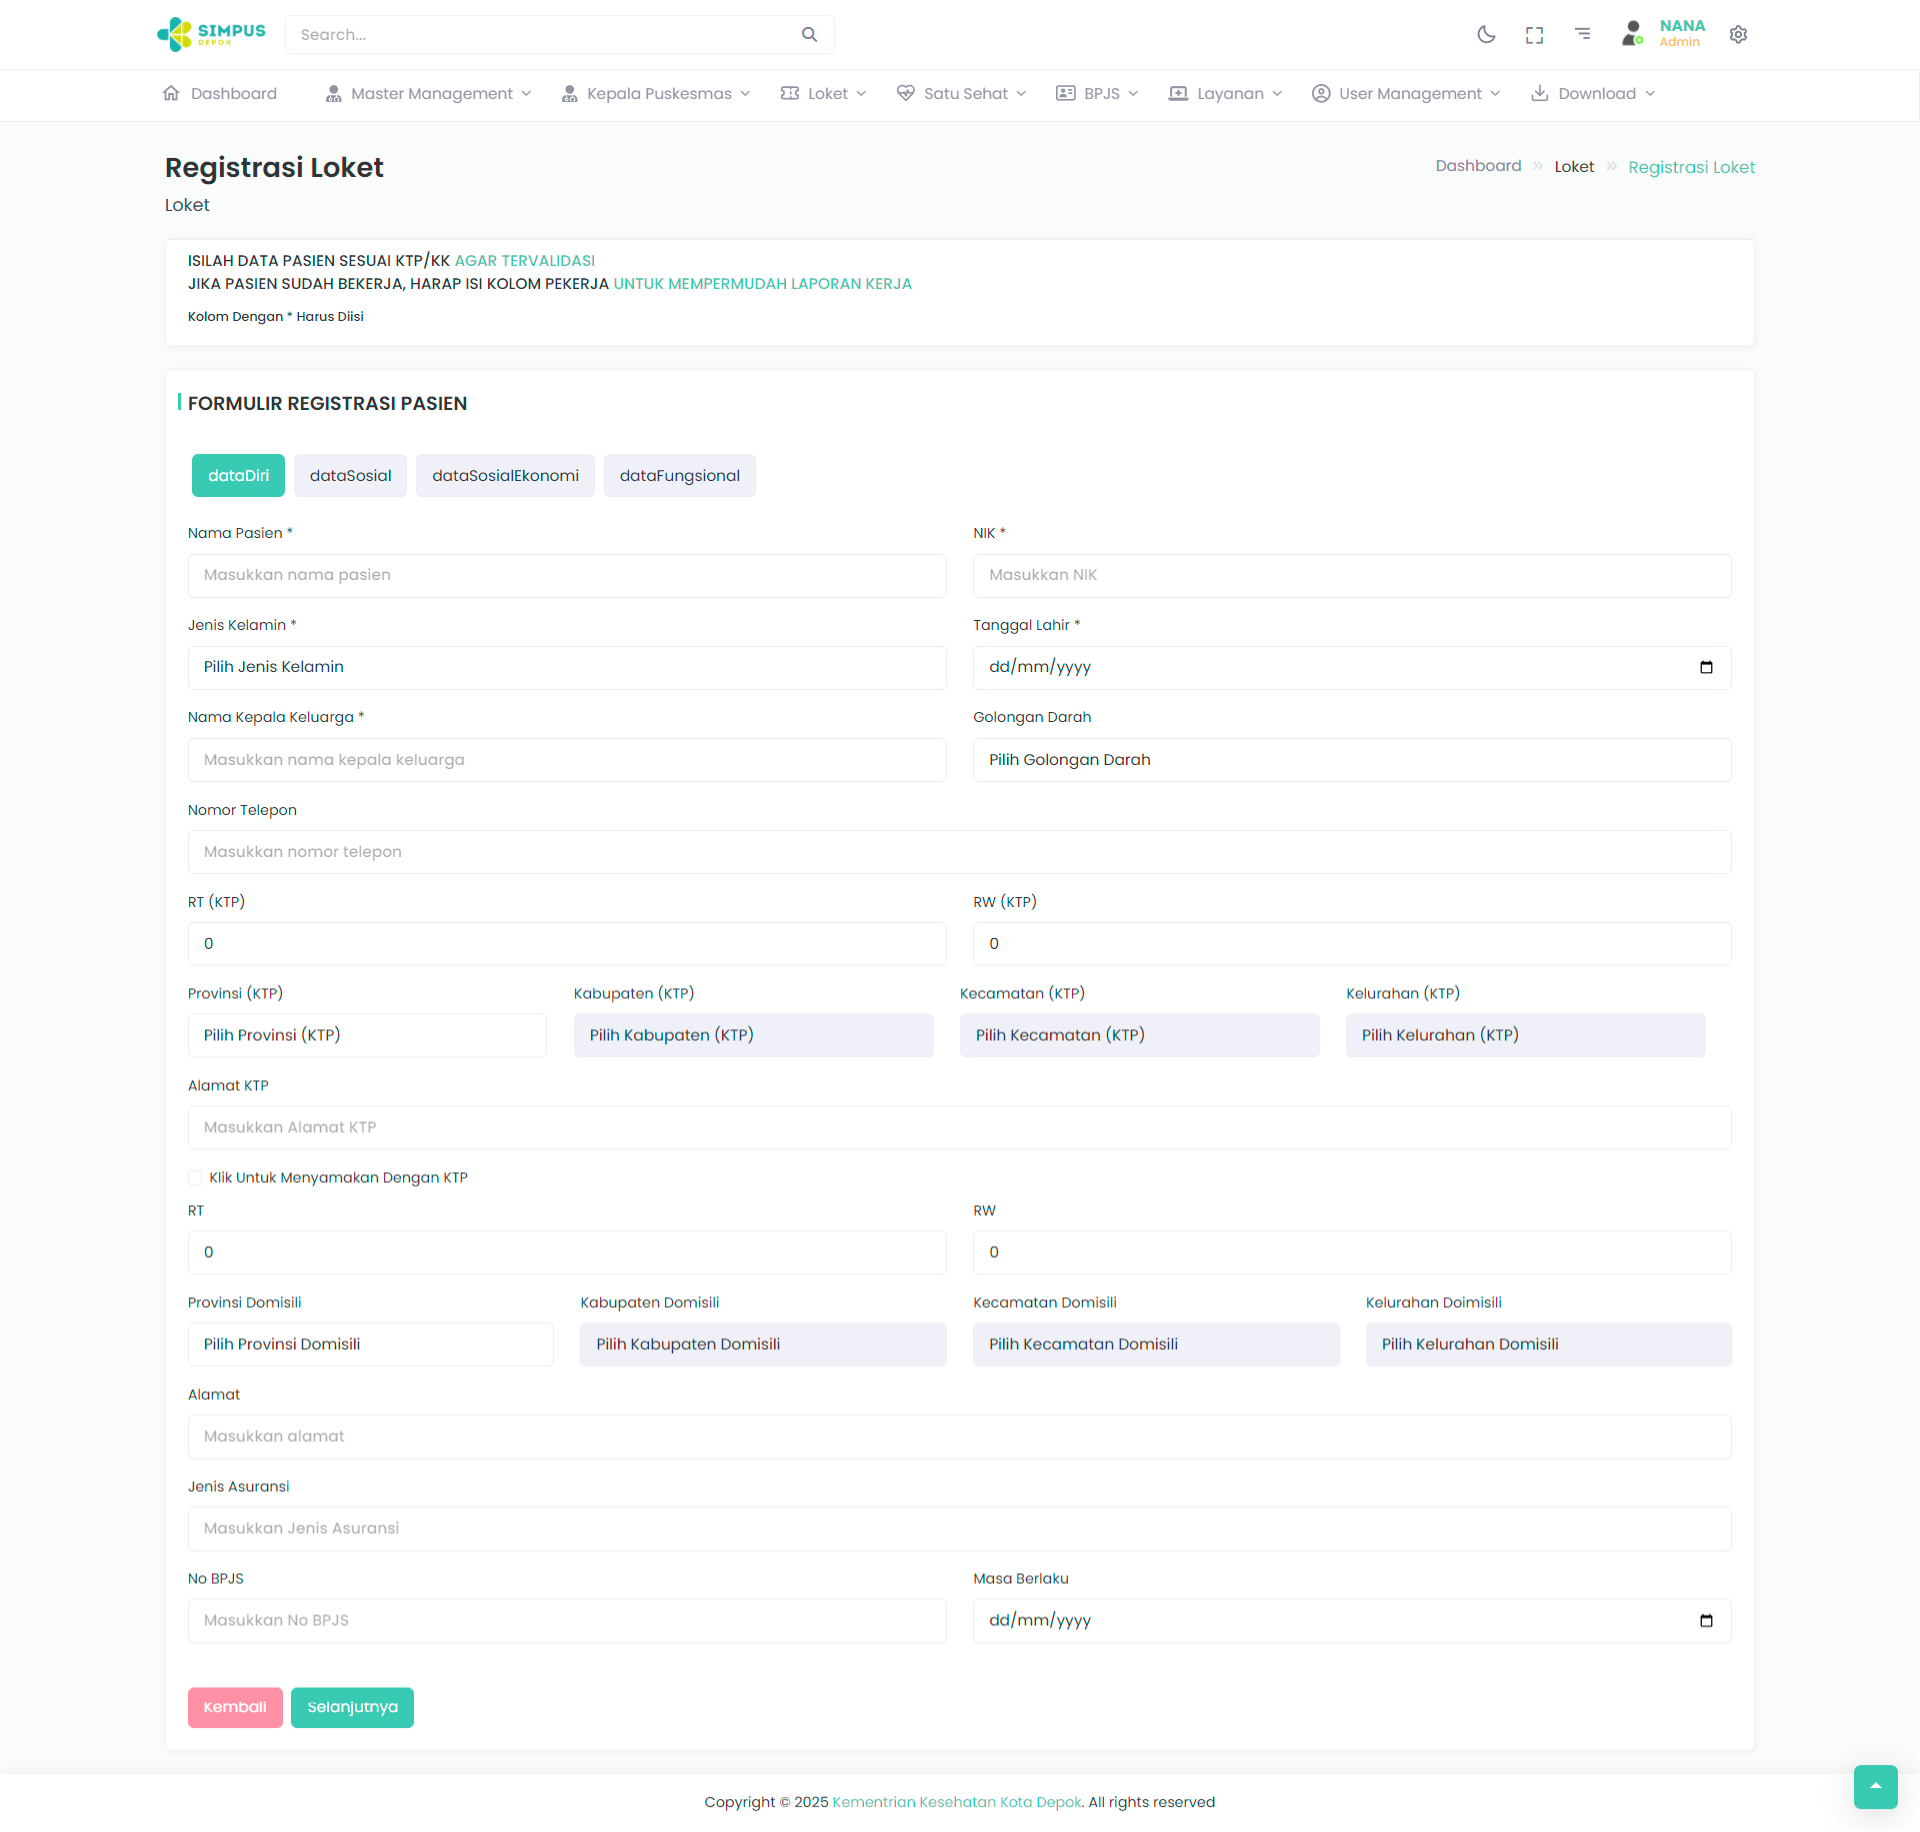 SIMPUS
DEPOK
Search...
NANA
Admin
Dashboard
Master Management
Kepala Puskesmas
Loket
Satu Sehat
BPJS
Layanan
User Management
Download
Registrasi Loket
Loket
Dashboard » Loket » Registrasi Loket
ISILAH DATA PASIEN SESUAI KTP/KK AGAR TERVALIDASI
JIKA PASIEN SUDAH BEKERJA, HARAP ISI KOLOM PEKERJA UNTUK MEMPERMUDAH LAPORAN KERJA
Kolom Dengan * Harus Diisi
FORMULIR REGISTRASI PASIEN
dataDiri
dataSosial
dataSosialEkonomi
dataFungsional
Nama Pasien *
Masukkan nama pasien
NIK *
Masukkan NIK
Jenis Kelamin *
Pilih Jenis Kelamin
Tanggal Lahir *
dd/mm/yyyy
Nama Kepala Keluarga *
Masukkan nama kepala keluarga
Golongan Darah
Pilih Golongan Darah
Nomor Telepon
Masukkan nomor telepon
RT (KTP)
0
RW (KTP)
0
Provinsi (KTP)
Pilih Provinsi (KTP)
Kabupaten (KTP)
Pilih Kabupaten (KTP)
Kecamatan (KTP)
Pilih Kecamatan (KTP)
Kelurahan (KTP)
Pilih Kelurahan (KTP)
Alamat KTP
Masukkan Alamat KTP
Klik Untuk Menyamakan Dengan KTP
RT
0
RW
0
Provinsi Domisili
Pilih Provinsi Domisili
Kabupaten Domisili
Pilih Kabupaten Domisili
Kecamatan Domisili
Pilih Kecamatan Domisili
Kelurahan Doimisili
Pilih Kelurahan Domisili
Alamat
Masukkan alamat
Jenis Asuransi
Masukkan Jenis Asuransi
No BPJS
Masukkan No BPJS
Masa Berlaku
dd/mm/yyyy
Kembali
Selanjutnya
Copyright © 2025 Kementrian Kesehatan Kota Depok. All rights reserved